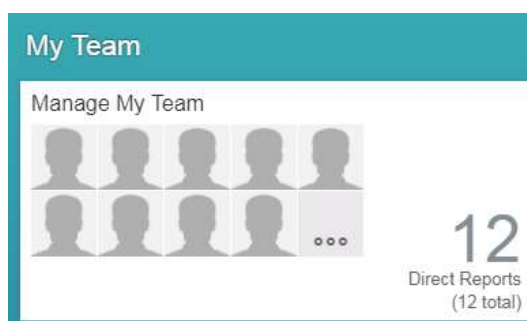 My Team
Manage My Team
12
Direct Reports
(12 total)